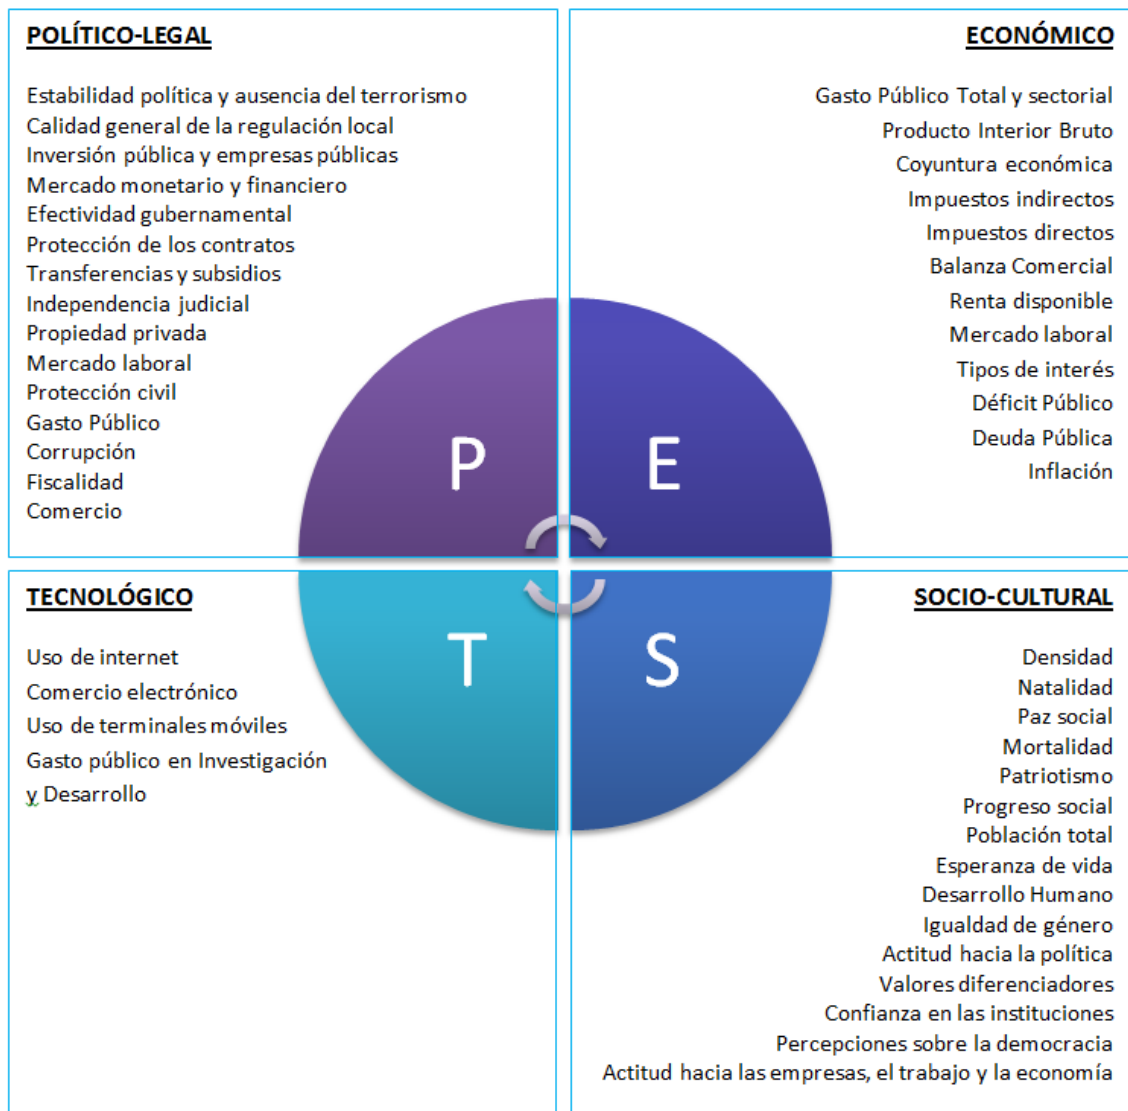 POLÍTICO-LEGAL
Estabilidad política y ausencia del terrorismo
Calidad general de la regulación local
Inversión pública y empresas públicas
Mercado monetario y financiero
Efectividad gubernamental
Protección de los contratos
Transferencias y subsidios
Independencia judicial
Propiedad privada
Mercado laboral
Protección civil
Gasto Público
Corrupción
Fiscalidad
Comercio
ECONÓMICO
Gasto Público Total y sectorial
Producto Interior Bruto
Coyuntura económica
Impuestos indirectos
Impuestos directos
Balanza Comercial
Renta disponible
Mercado laboral
Tipos de interés
Déficit Público
Deuda Pública
Inflación
P
E
T
S
TECNOLÓGICO
Uso de internet
Comercio electrónico
Uso de terminales móviles
Gasto público en Investigación
y Desarrollo
SOCIO-CULTURAL
Densidad
Natalidad
Paz social
Mortalidad
Patriotismo
Progreso social
Población total
Esperanza de vida
Desarrollo Humano
Igualdad de género
Actitud hacia la política
Valores diferenciadores
Confianza en las instituciones
Percepciones sobre la democracia
Actitud hacia las empresas, el trabajo y la economía